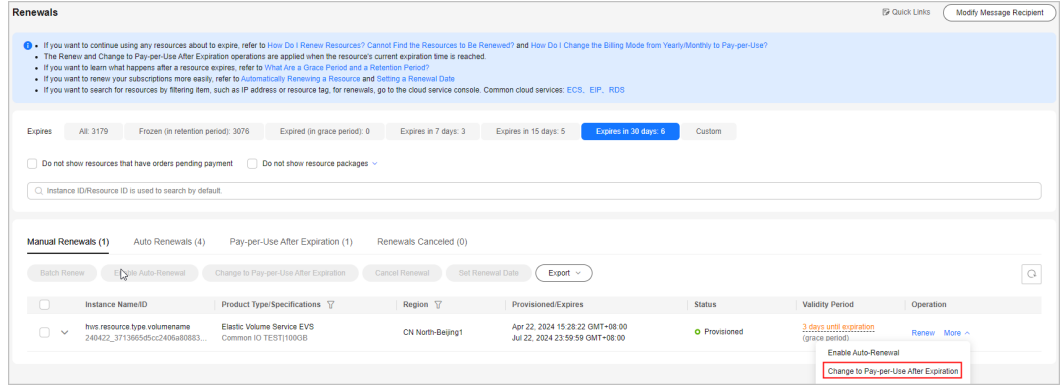 Renewals
Quick Links
Modify Message Recipient
If you want to continue using any resources about to expire, refer to How Do I Renew Resources? Cannot Find the Resources to Be Renewed? and How Do I Change the Billing Mode from Yearly/Monthly to Pay-per-Use?
The Renew and Change to Pay-per-Use After Expiration operations are applied when the resource's current expiration time is reached.
If you want to learn what happens after a resource expires, refer to What Are a Grace Period and a Retention Period?
If you want to renew your subscriptions more easily, refer to Automatically Renewing a Resource and Setting a Renewal Date
If you want to search for resources by filtering item, such as IP address or resource tag, for renewals, go to the cloud service console. Common cloud services: ECS、EIP、RDS
Expires All: 3179 Frozen (in retention period): 3076 Expired (in grace period): 0 Expires in 7 days: 3 Expires in 15 days: 5 Expires in 30 days: 6 Custom
Do not show resources that have orders pending payment Do not show resource packages
Instance ID/Resource ID is used to search by default.
Manual Renewals (1) Auto Renewals (4) Pay-per-Use After Expiration (1) Renewals Canceled (0)
Batch Renew Enable Auto-Renewal Change to Pay-per-Use After Expiration Cancel Renewal Set Renewal Date Export
Instance Name/ID Product Type/Specifications Region Provisioned/Expires Status Validity Period Operation
hws.resource.type.volumename Elastic Volume Service EVS CN North-Beijing1 Apr 22, 2024 15:28:22 GMT+08:00 Provisioned 3 days until expiration Renew More
240422_3713665d5cc2406a80883... Common IO TEST|100GB Jul 22, 2024 23:59:59 GMT+08:00 (grace period)
Enable Auto-Renewal
Change to Pay-per-Use After Expiration